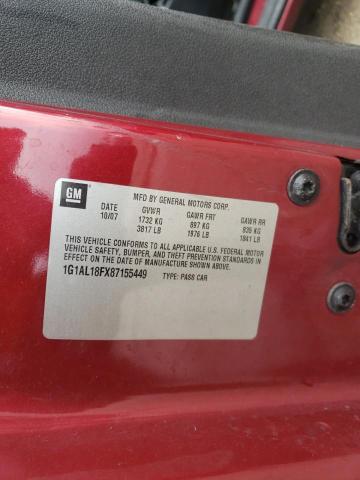 GM
MFD BY GENERAL MOTORS CORP.
DATE GVWR GAWR FRT GAWR RR
10/07 1732 KG 897 KG 835 KG
3817 LB 1976 LB 1841 LB
THIS VEHICLE CONFORMS TO ALL APPLICABLE U.S. FEDERAL MOTOR
VEHICLE SAFETY, BUMPER, AND THEFT PREVENTION STANDARDS IN
EFFECT ON THE DATE OF MANUFACTURE SHOWN ABOVE.
1G1AL18FX87155449 TYPE: PASS CAR